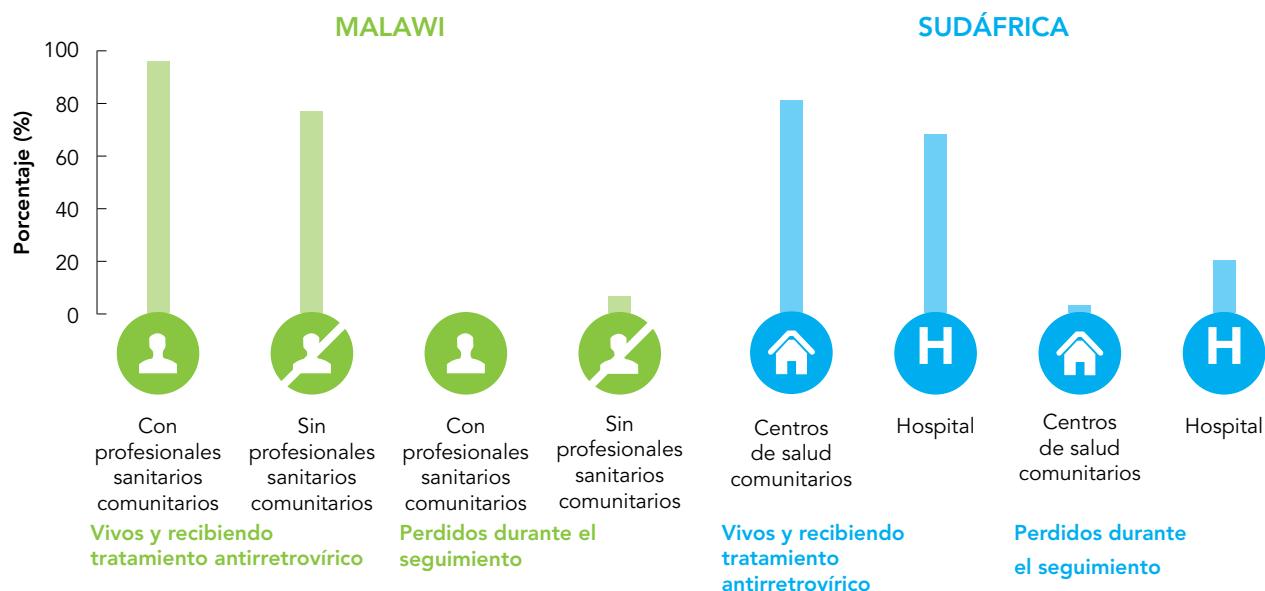 MALAWI
SUDÁFRICA
Porcentaje (%)
100
80
60
40
20
0
Con
profesionales
sanitarios
comunitarios
Sin
profesionales
sanitarios
comunitarios
Con
profesionales
sanitarios
comunitarios
Sin
profesionales
sanitarios
comunitarios
H
H
Centros
de salud
comunitarios
Hospital
Centros
de salud
comunitarios
Hospital
Vivos y recibiendo
tratamiento antirretrovírico
Perdidos durante el
seguimiento
Vivos y recibiendo
tratamiento
antirretrovírico
Perdidos durante
el seguimiento